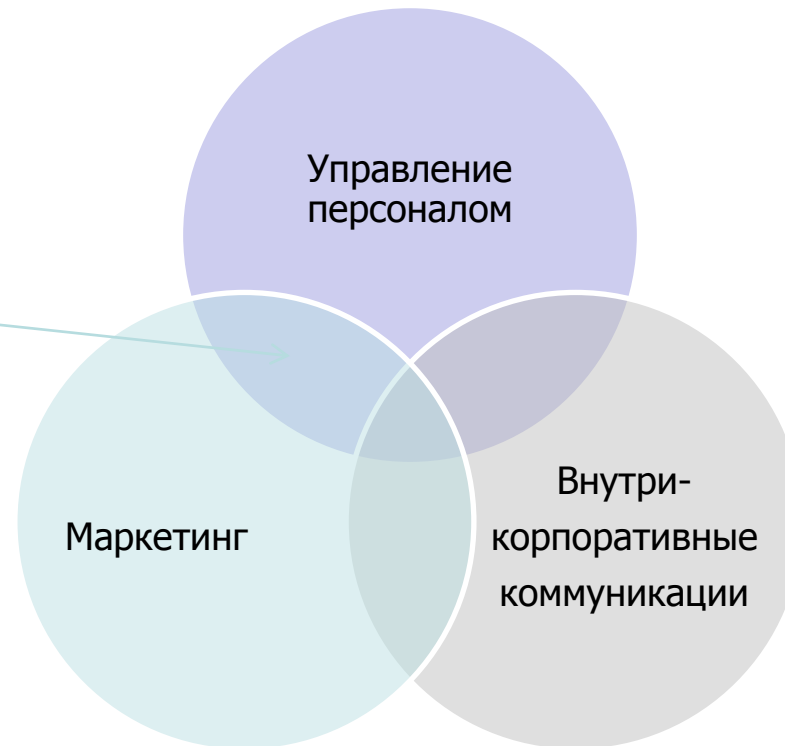 Управление
персоналом
Маркетинг
Внутри-
корпоративные
коммуникации